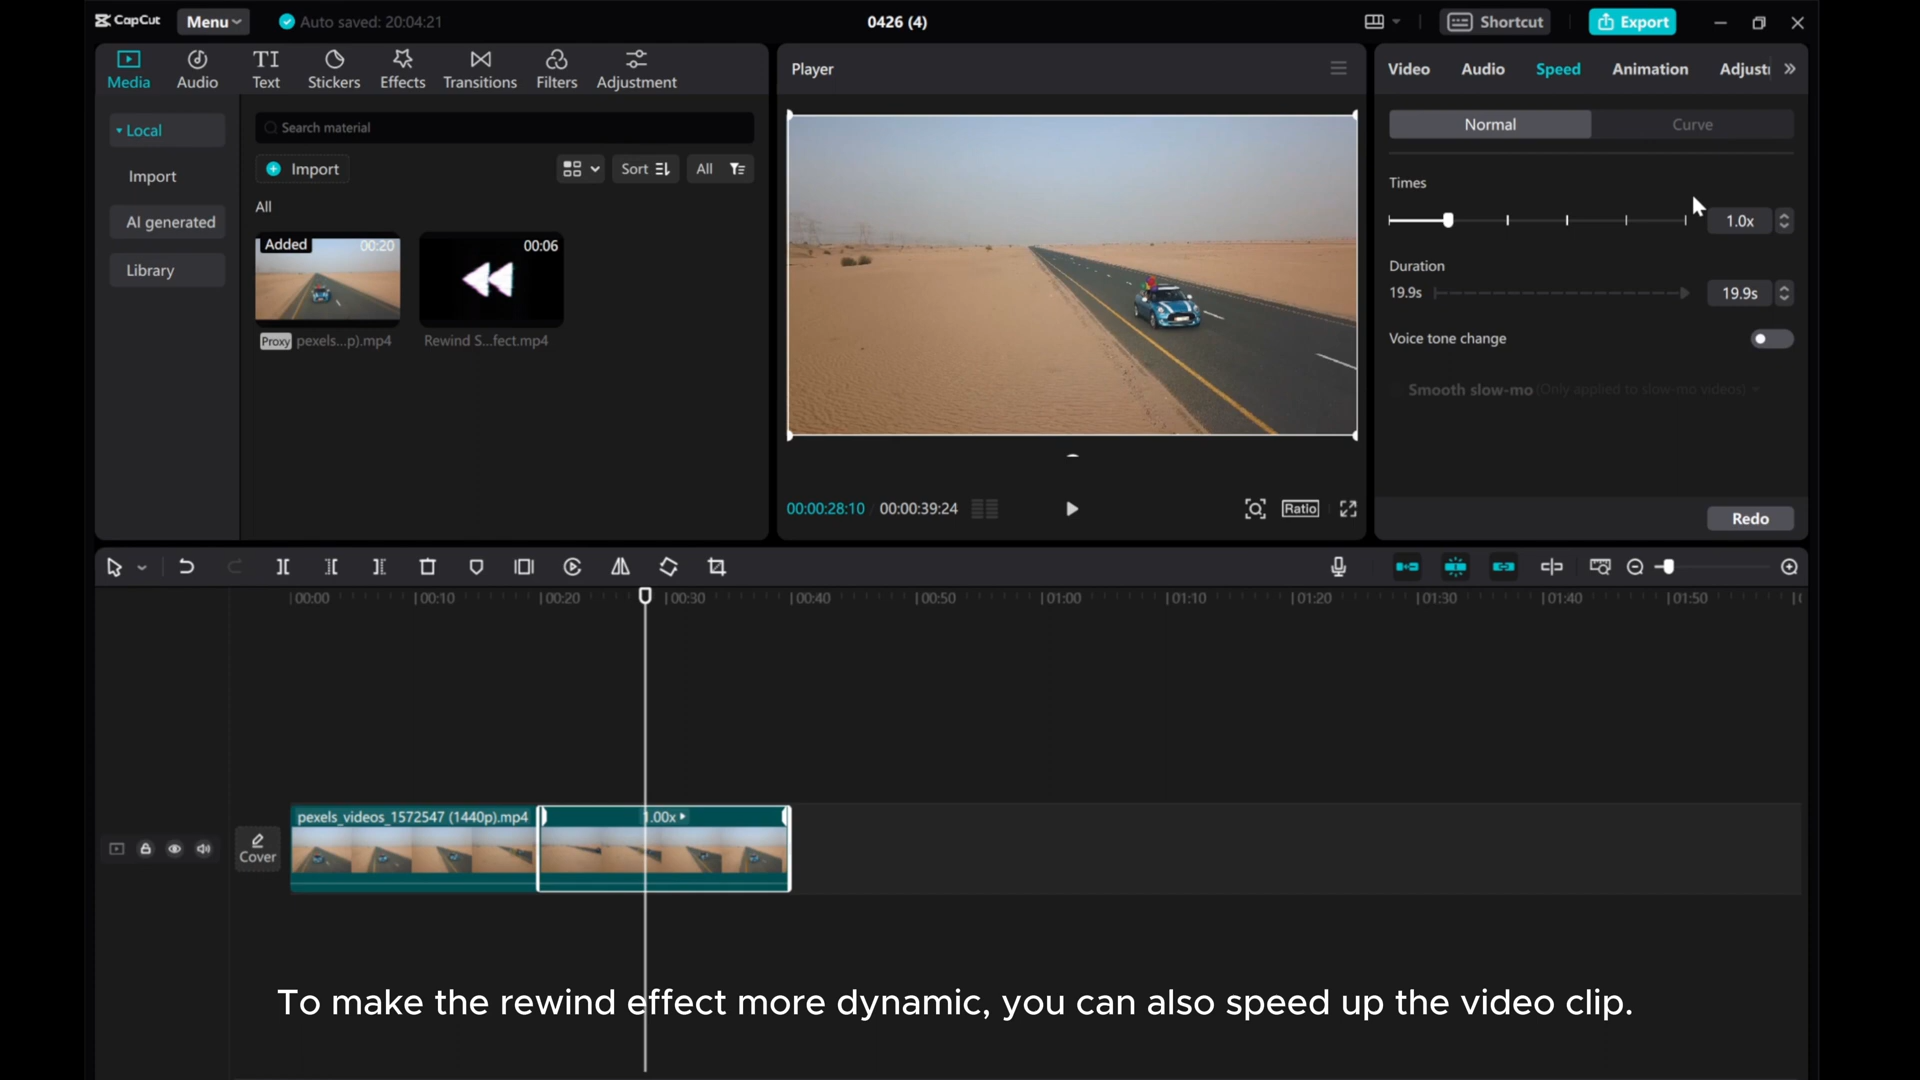 CapCut
Menu
Auto saved: 20:04:21
0426 (4)
Shortcut
Export
Media
Audio
TI
Text
Stickers
Effects
Transitions
Filters
Adjustment
Local
Import
AI generated
Library
Search material
Import
Sort
All
All
Added
00:20
00:06
Proxy
pexels...p).mp4
Rewind S...fect.mp4
Player
00:00:28:10
00:00:39:24
Ratio
Video
Audio
Speed
Animation
Adjust
Normal
Curve
Times
1.0x
Duration
19.9s
19.9s
Voice tone change
Smooth slow-mo (Only applied to slow-mo videos)
Redo
00:00
00:10
00:20
00:30
00:40
00:50
01:00
01:10
01:20
01:30
01:40
01:50
pexels_videos_1572547 (1440p).mp4
1.00x
Cover
To make the rewind effect more dynamic, you can also speed up the video clip.